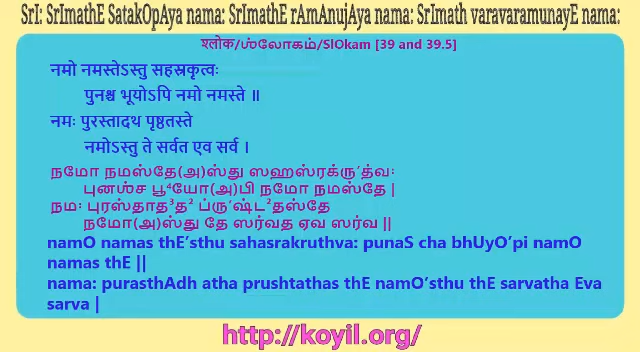 SrI: SrImathE SatakOpAya nama: SrImathE rAmAnujAya nama: SrImath varavaramunayE nama:
श्लोक/ஶ்லோகம்/SlOkam [39 and 39.5]
नमो नमस्तेऽस्तु सहस्रकृत्वः
पुनश्च भूयोऽपि नमो नमस्ते ॥
नमः पुरस्तादथ पृष्ठतस्ते
नमोऽस्तु ते सर्वत एव सर्व ।
நமோ நமஸ்தே(அ)ஸ்து ஸஹஸ்ரக்ரு’த்வ꞉
புனஶ்ச பூ⁴யோ(அ)பி நமோ நமஸ்தே |
நம꞉ புரஸ்தாத³த² ப்ரு’ஷ்ட²தஸ்தே
நமோ(அ)ஸ்து தே ஸர்வத ஏவ ஸர்வ ||
namO namas thE’sthu sahasrakruthva: punaS cha bhUyO’pi namO
namas thE ||
nama: purasthAdh atha prushtathas thE namO’sthu thE sarvatha Eva
sarva |
http://koyil.org/